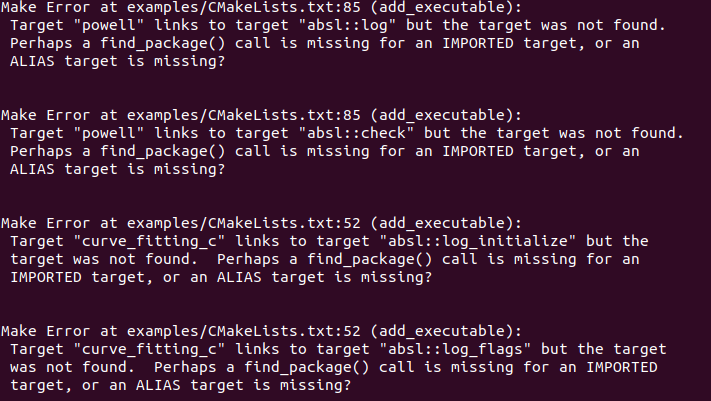 Make Error at examples/CMakeLists.txt:85 (add_executable):
Target "powell" links to target "absl::log" but the target was not found.
Perhaps a find_package() call is missing for an IMPORTED target, or an
ALIAS target is missing?
Make Error at examples/CMakeLists.txt:85 (add_executable):
Target "powell" links to target "absl::check" but the target was not found.
Perhaps a find_package() call is missing for an IMPORTED target, or an
ALIAS target is missing?
Make Error at examples/CMakeLists.txt:52 (add_executable):
Target "curve_fitting_c" links to target "absl::log_initialize" but the
target was not found.  Perhaps a find_package() call is missing for an
IMPORTED target, or an ALIAS target is missing?
Make Error at examples/CMakeLists.txt:52 (add_executable):
Target "curve_fitting_c" links to target "absl::log_flags" but the target
was not found.  Perhaps a find_package() call is missing for an IMPORTED
target, or an ALIAS target is missing?